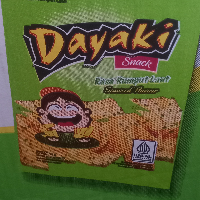 Dayaki
Snack
Rasa Rumput Laut
Seaweed Flavour